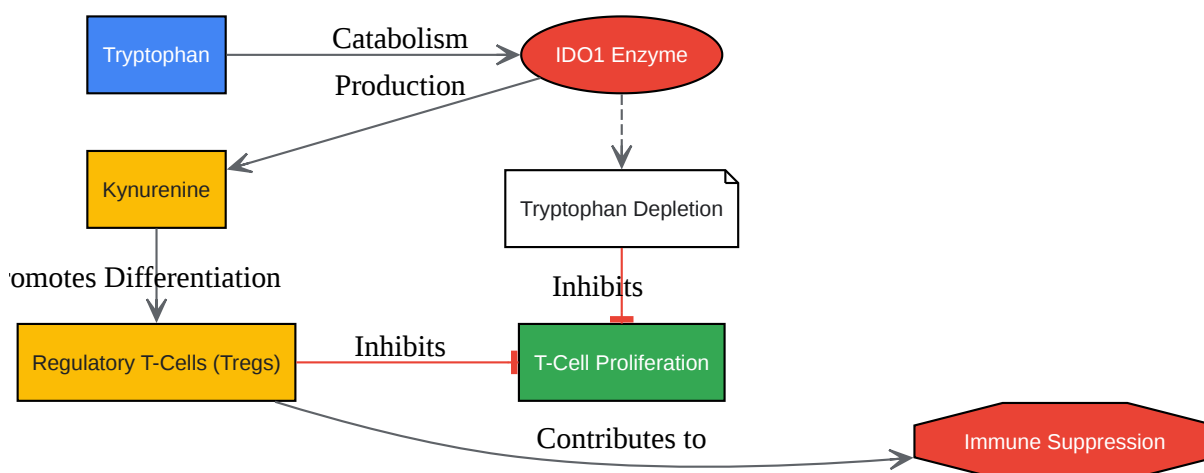 Tryptophan
Catabolism
IDO1 Enzyme
Production
Kynurenine
Tryptophan Depletion
omotes Differentiation
Inhibits
Regulatory T-Cells (Tregs)
Inhibits
T-Cell Proliferation
Contributes to
Immune Suppression